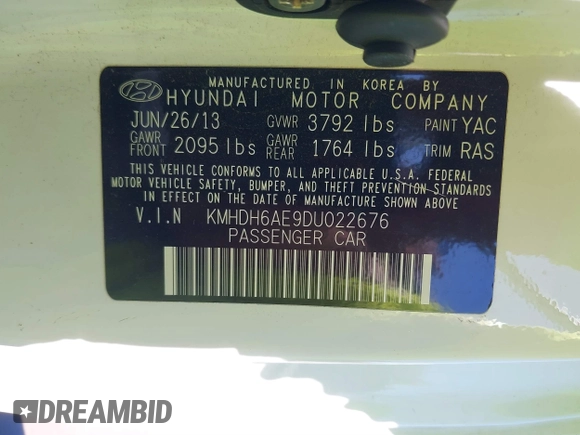 MANUFACTURED IN KOREA BY
HYUNDAI MOTOR COMPANY
JUN/26/13 GVWR 3792 lbs PAINT YAC
GAWR FRONT 2095 lbs GAWR REAR 1764 lbs TRIM RAS
THIS VEHICLE CONFORMS TO ALL APPLICABLE U.S.A. FEDERAL
MOTOR VEHICLE SAFETY, BUMPER, AND THEFT PREVENTION STANDARDS
IN EFFECT ON THE DATE OF MANUFACTURE SHOWN ABOVE.
V.I.N KMHDH6AE9DU022676
PASSENGER CAR
DREAMBID